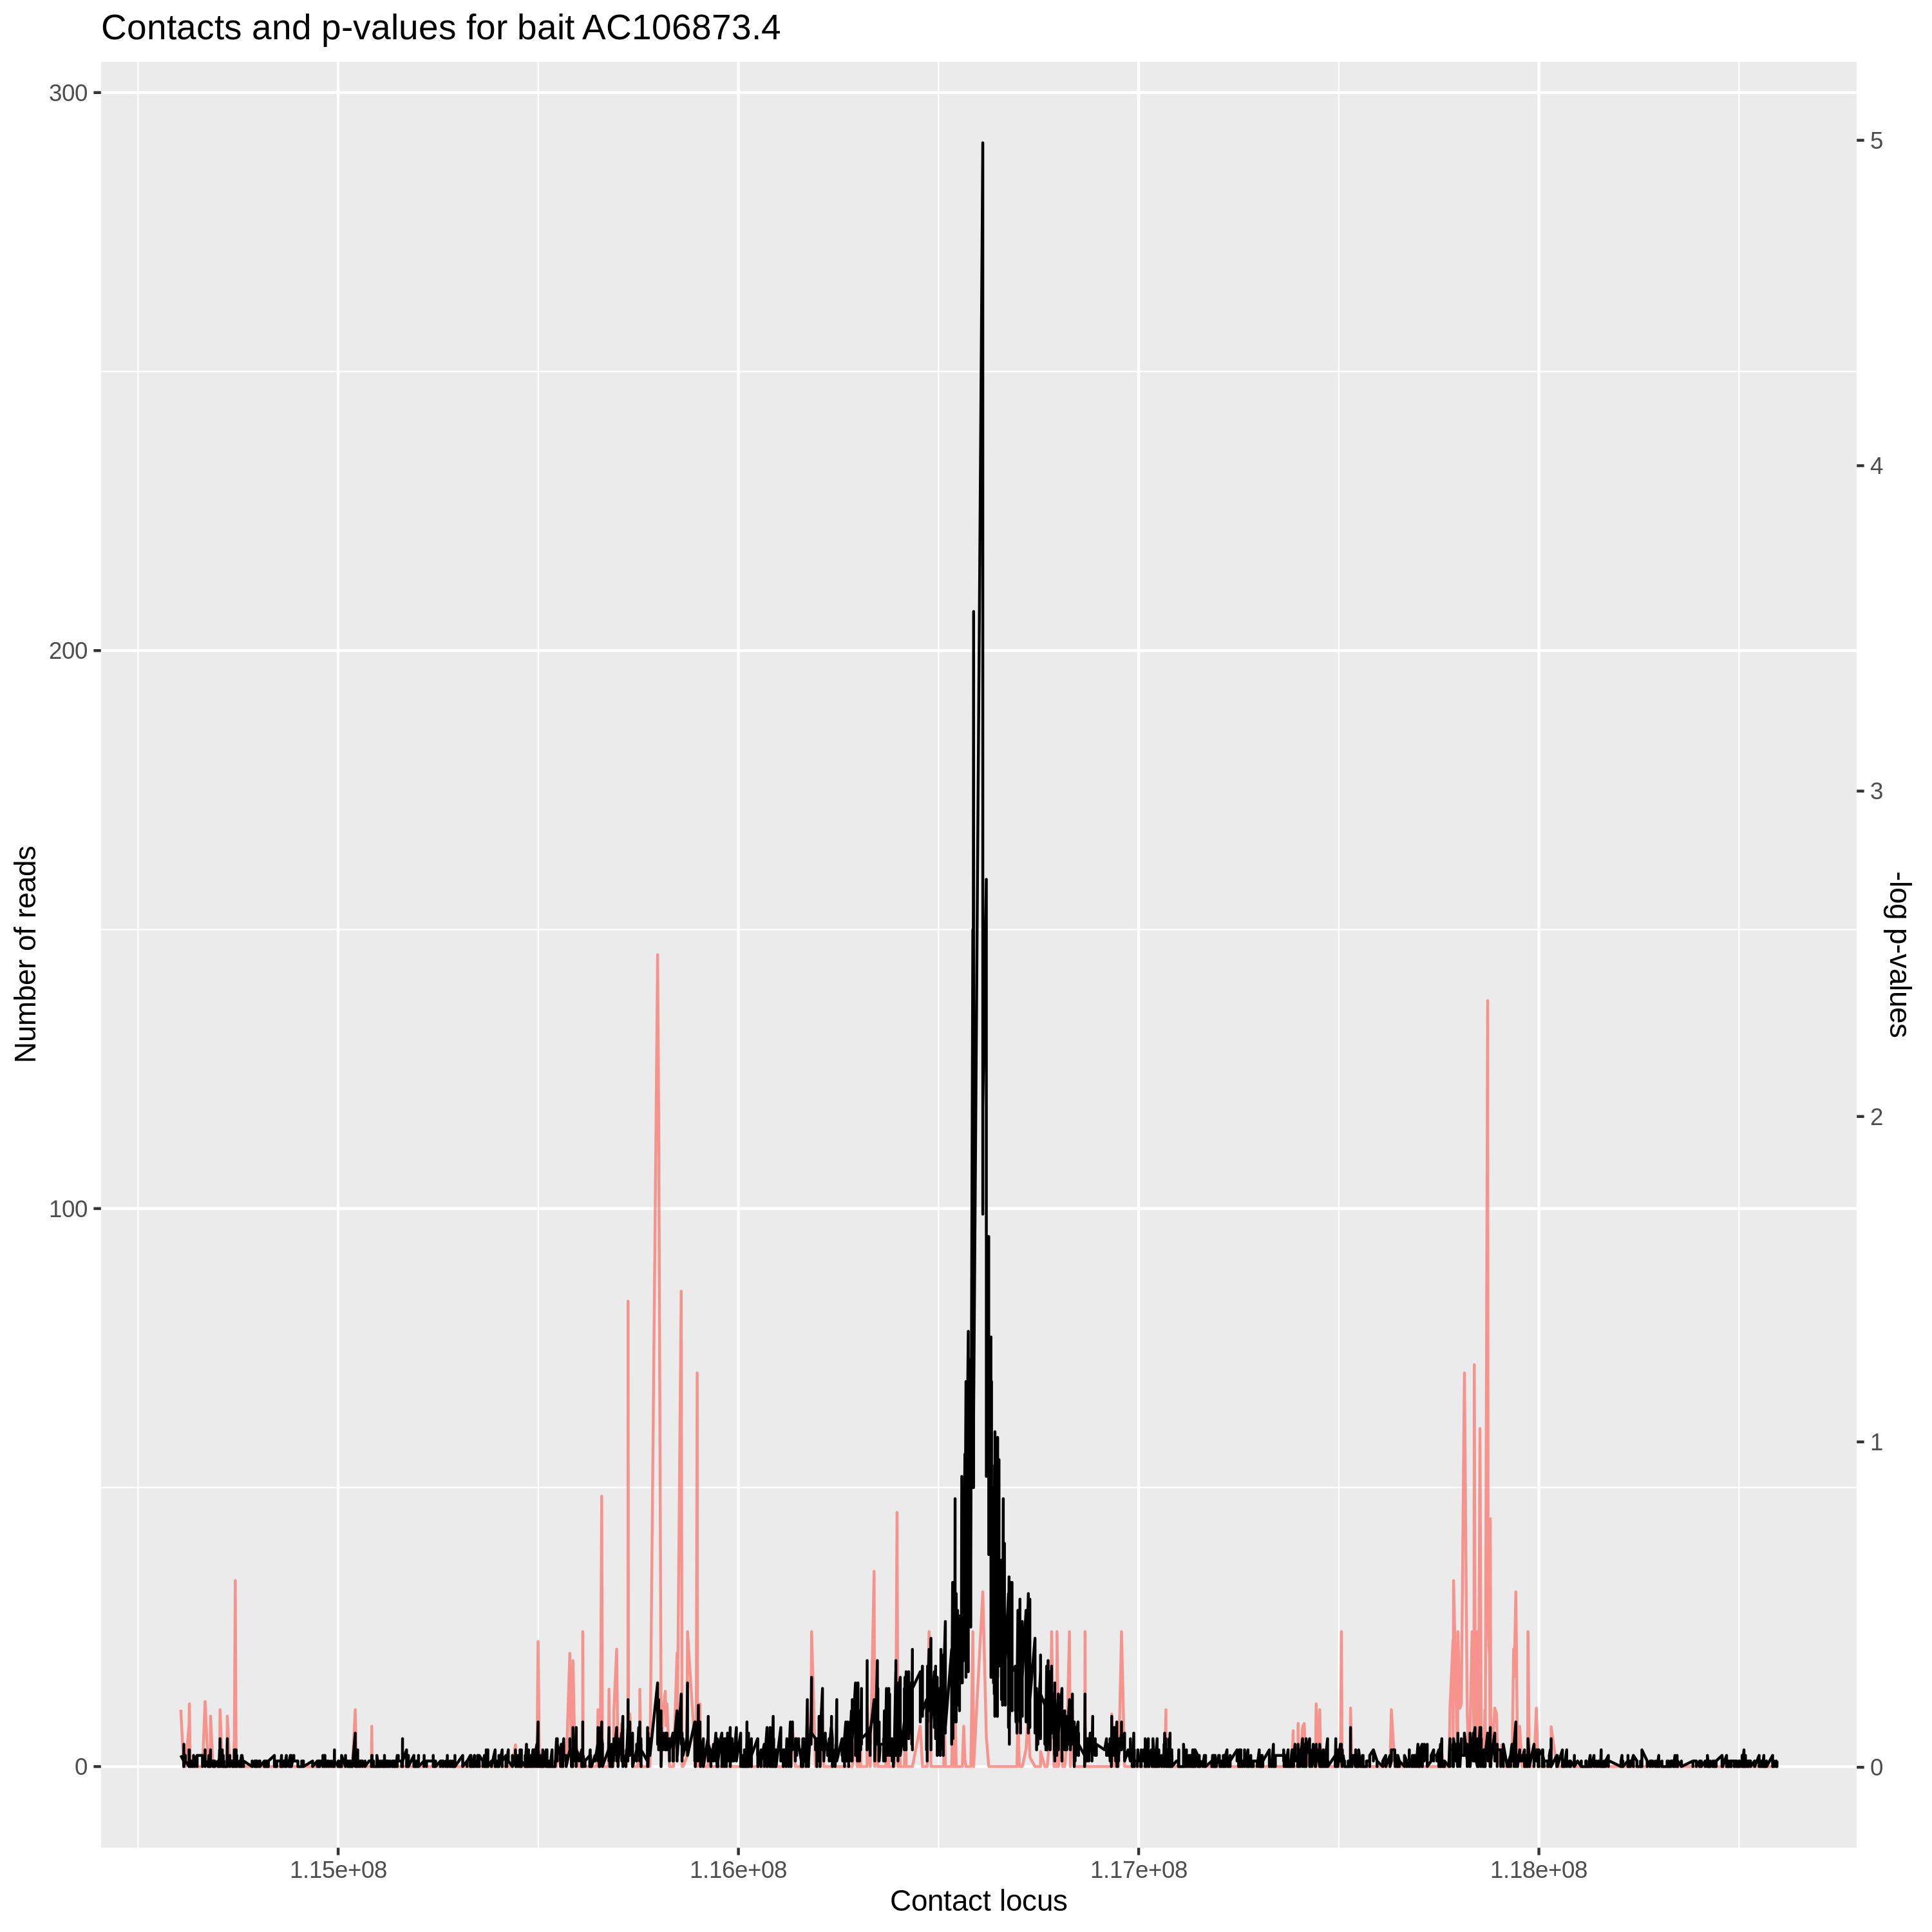 Contacts and p-values for bait AC106873.4
300
200
100
0
Number of reads
5
4
3
2
1
0
-log p-values
1.15e+08
1.16e+08
1.17e+08
1.18e+08
Contact locus